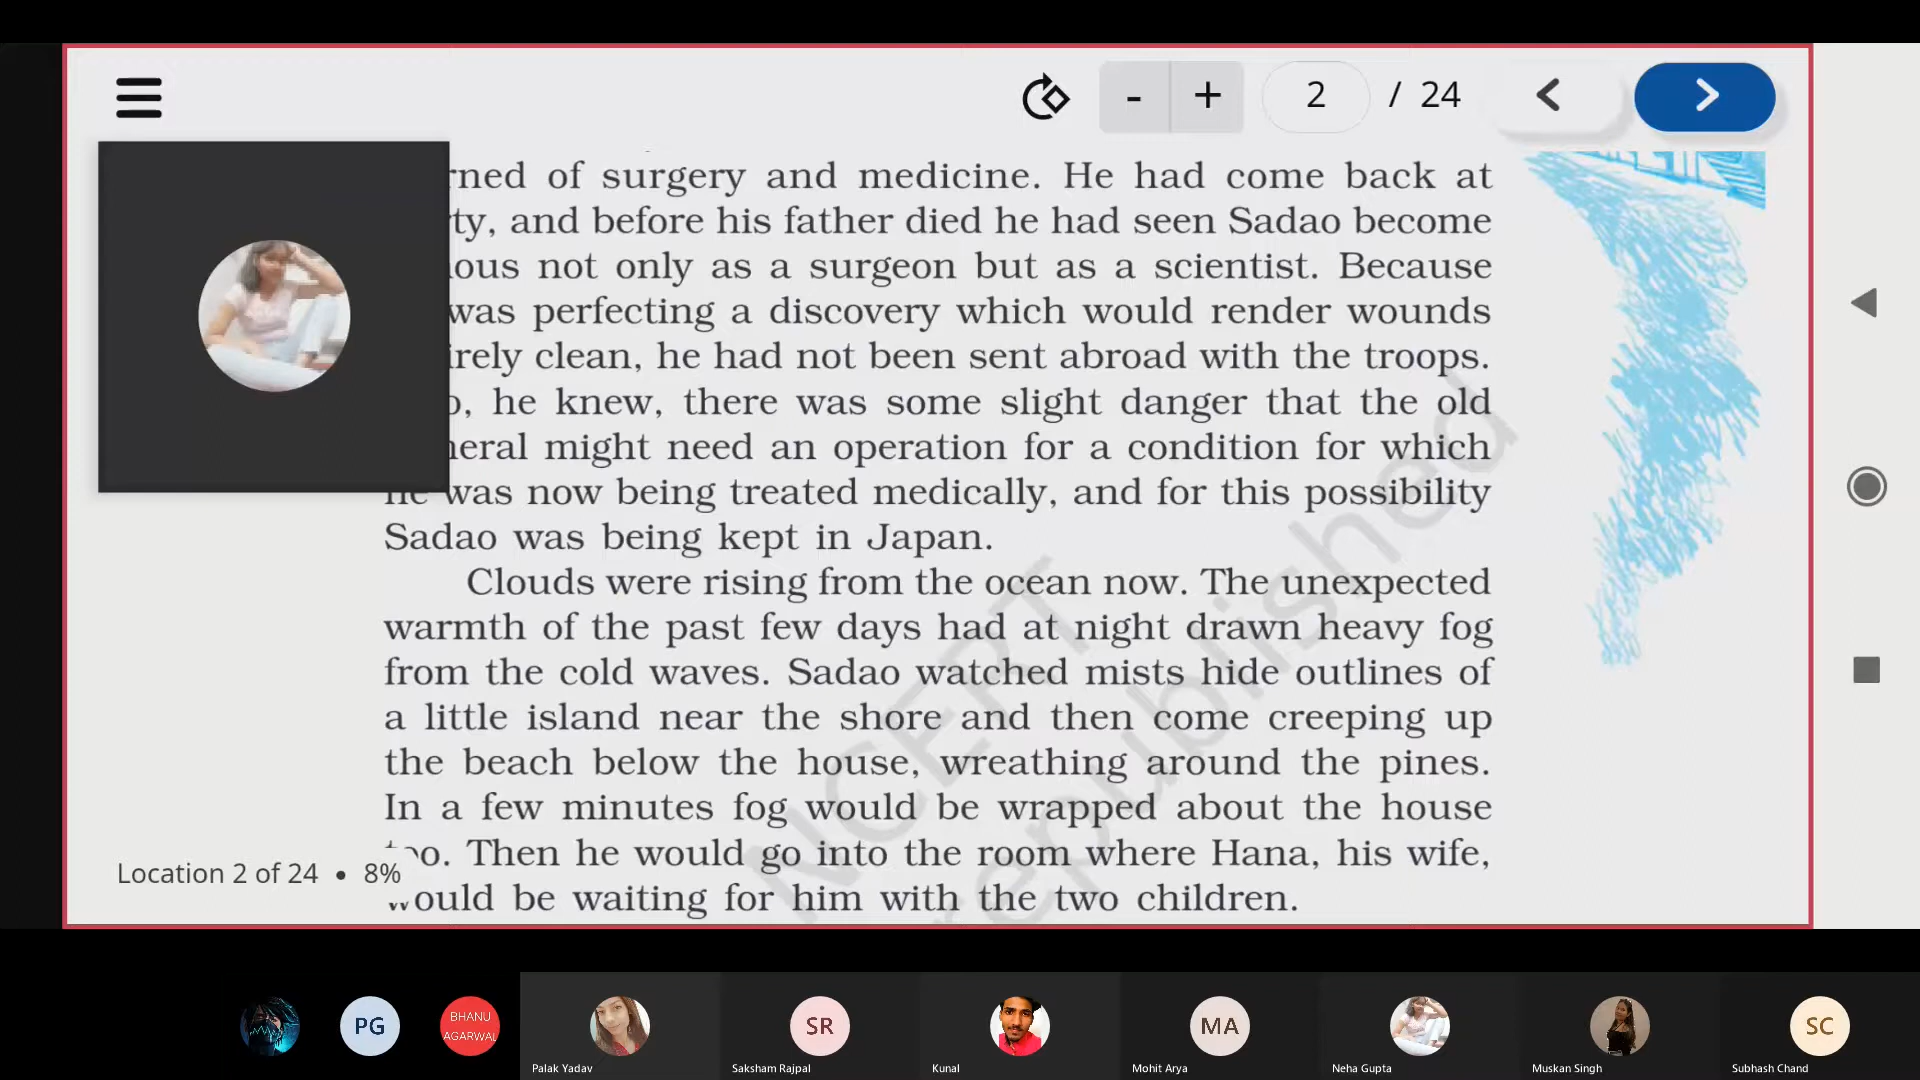 - + 2 / 24
rned of surgery and medicine. He had come back at
ty, and before his father died he had seen Sadao become
ous not only as a surgeon but as a scientist. Because
was perfecting a discovery which would render wounds
irely clean, he had not been sent abroad with the troops.
o, he knew, there was some slight danger that the old
neral might need an operation for a condition for which
he was now being treated medically, and for this possibility
Sadao was being kept in Japan.
Clouds were rising from the ocean now. The unexpected
warmth of the past few days had at night drawn heavy fog
from the cold waves. Sadao watched mists hide outlines of
a little island near the shore and then come creeping up
the beach below the house, wreathing around the pines.
In a few minutes fog would be wrapped about the house
too. Then he would go into the room where Hana, his wife,
would be waiting for him with the two children.
Location 2 of 24 • 8%
NCERT
republished
PG
BHANU
AGARWAL
Palak Yadav
SR
Saksham Rajpal
Kunal
MA
Mohit Arya
Neha Gupta
Muskan Singh
SC
Subhash Chand